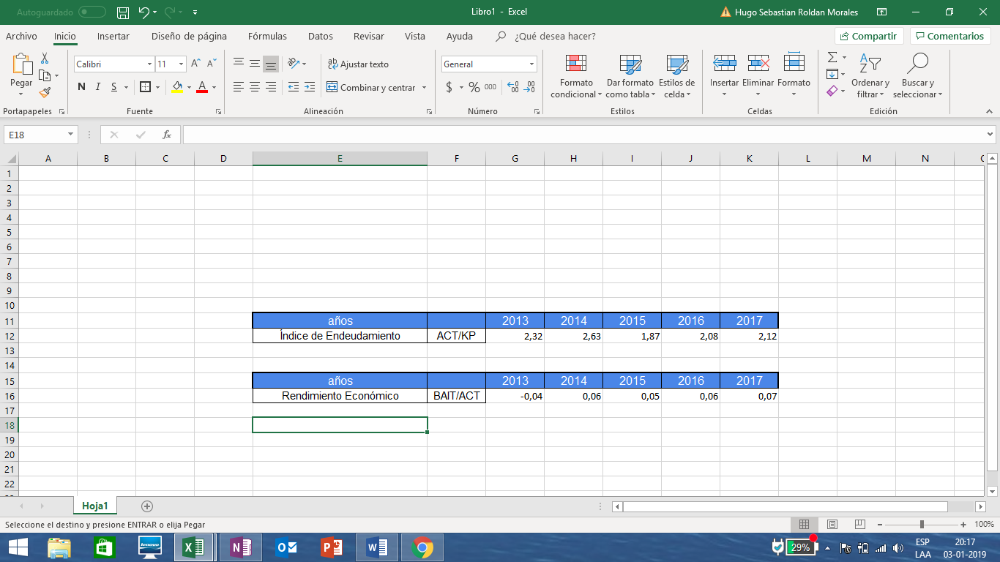 Autoguardado
Libro1 - Excel
Hugo Sebastian Roldan Morales
Archivo Inicio Insertar Diseño de página Fórmulas Datos Revisar Vista Ayuda ¿Qué desea hacer? Compartir Comentarios
Pegar
Portapapeles
Calibri 11
N I S
Fuente
Ajustar texto
Combinar y centrar
Alineación
General
$ % 000
Número
Formato condicional
Dar formato como tabla
Estilos de celda
Estilos
Insertar Eliminar Formato
Celdas
Ordenar y filtrar
Buscar y seleccionar
Edición
E18 fx
A B C D E F G H I J K L M N
1
2
3
4
5
6
7
8
9
10
11 años 2013 2014 2015 2016 2017
12 Índice de Endeudamiento ACT/KP 2,32 2,63 1,87 2,08 2,12
13
14
15 años 2013 2014 2015 2016 2017
16 Rendimiento Económico BAIT/ACT -0,04 0,06 0,05 0,06 0,07
17
18
19
20
21
22
Hoja1
Seleccione el destino y presione ENTRAR o elija Pegar
100%
lenovo
29%
ESP
LAA
20:17
03-01-2019